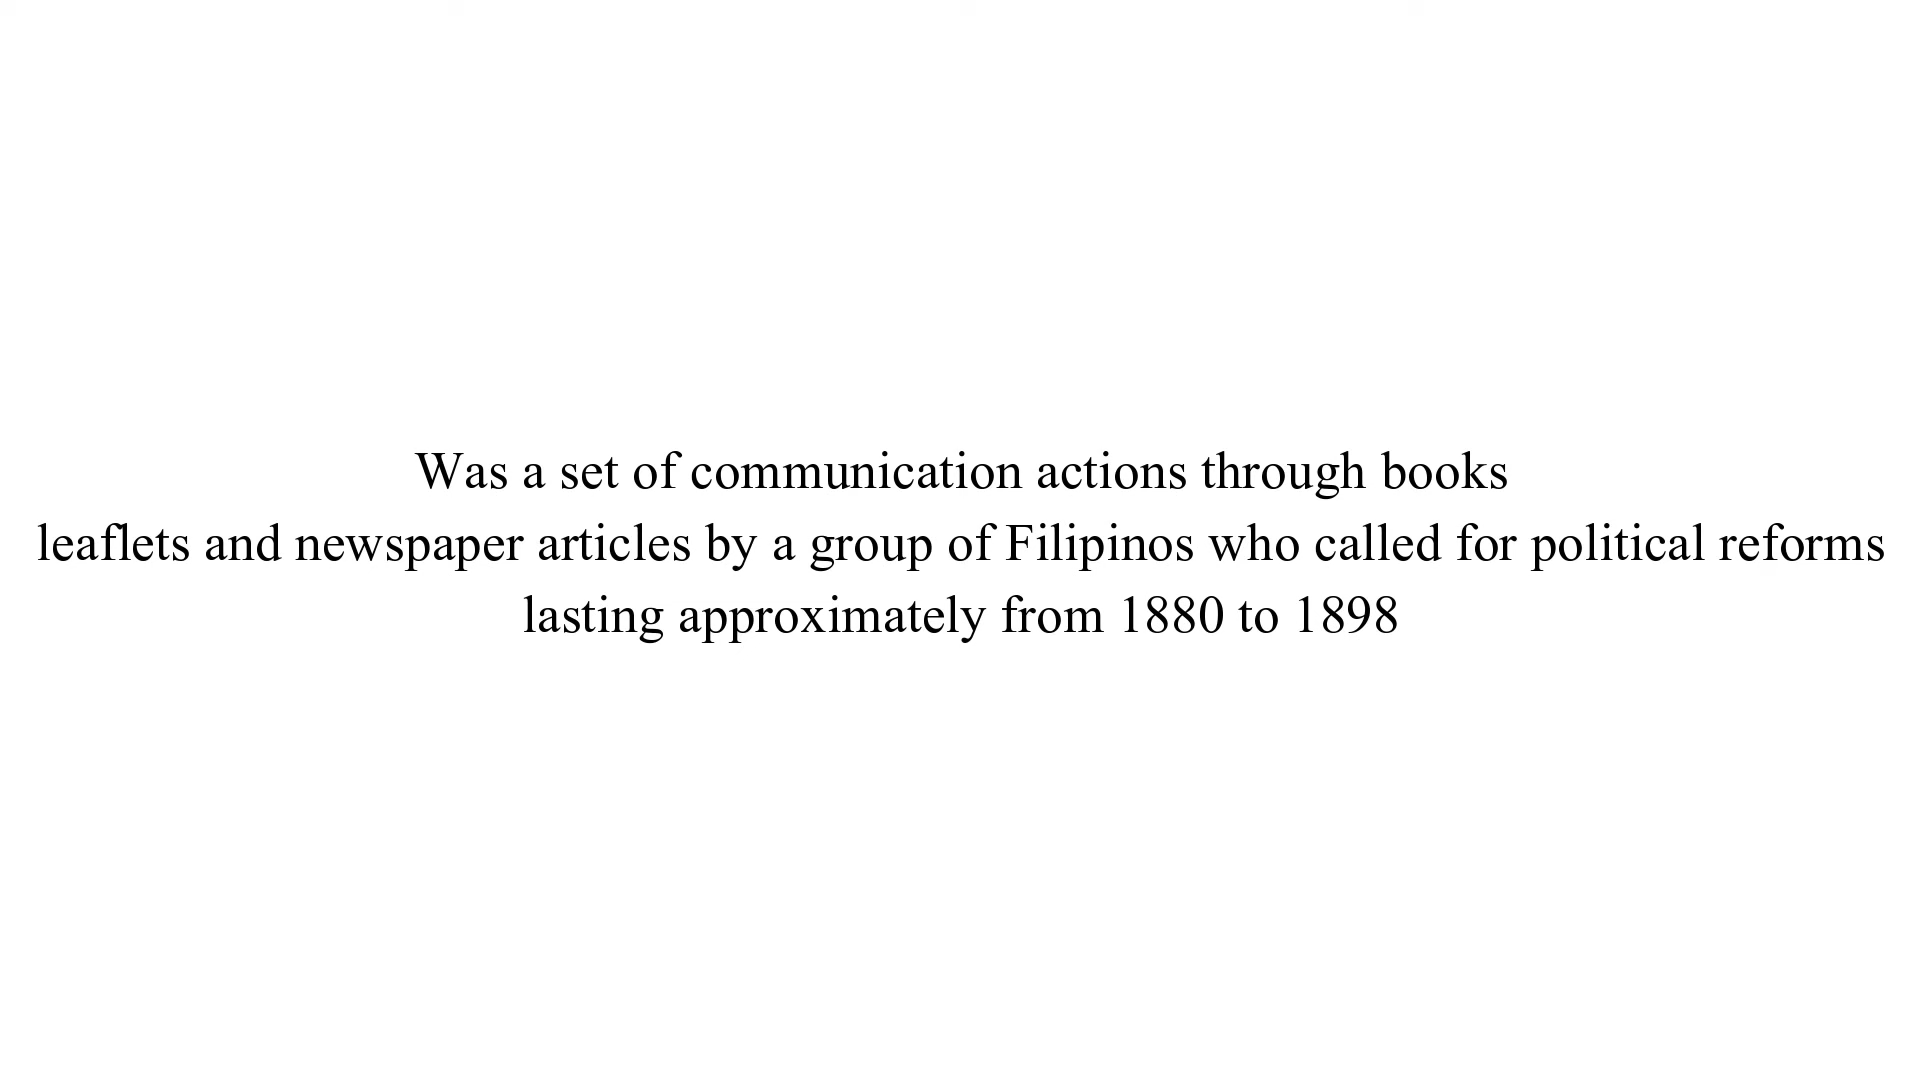 Was a set of communication actions through books
leaflets and newspaper articles by a group of Filipinos who called for political reforms
lasting approximately from 1880 to 1898